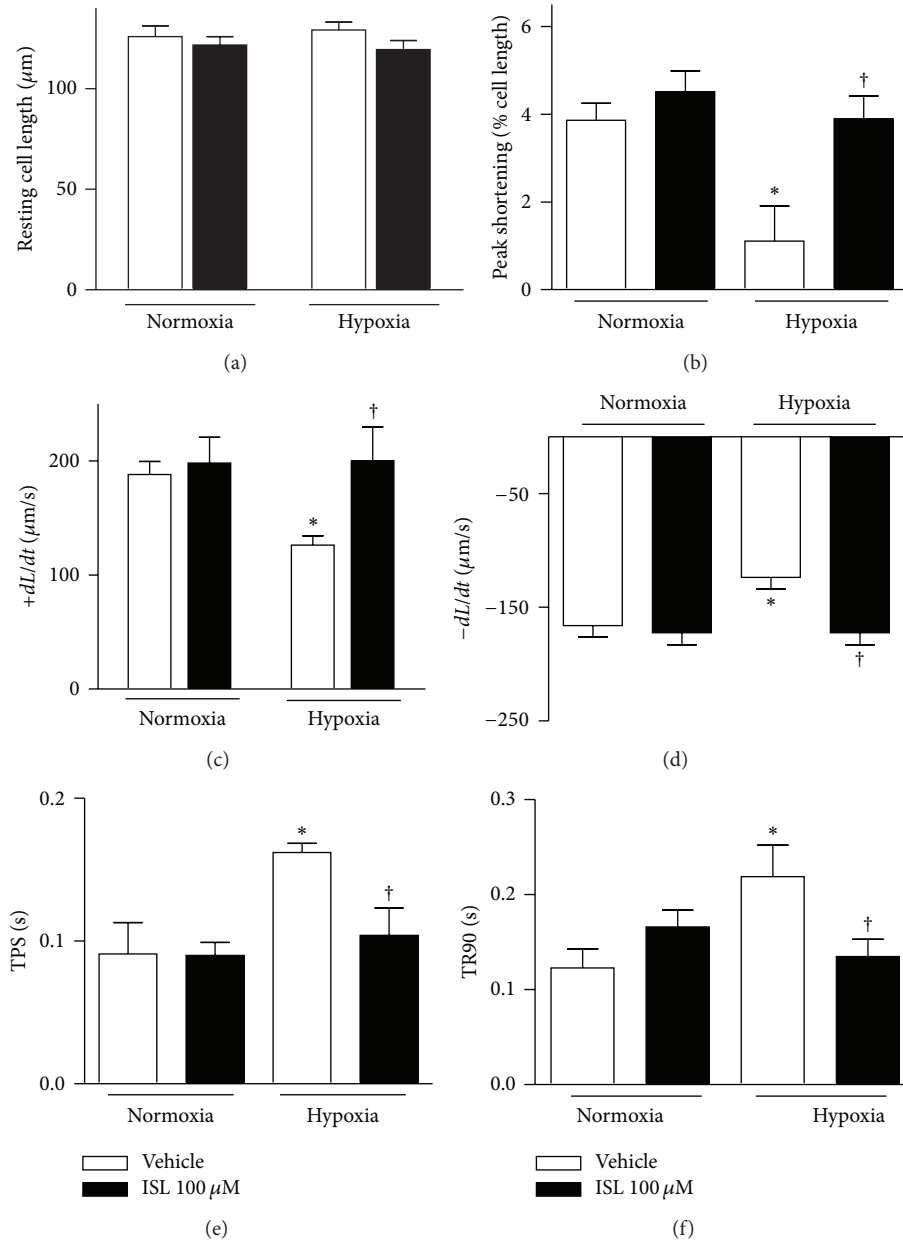 Resting cell length (μm)
100
50
0
Normoxia
Hypoxia
(a)
Peak shortening (% cell length)
6
4
2
0
*
†
Normoxia
Hypoxia
(b)
+dL/dt (μm/s)
200
100
0
*
†
Normoxia
Hypoxia
(c)
Normoxia
Hypoxia
−dL/dt (μm/s)
−50
−150
−250
*
†
(d)
TPS (s)
0.2
0.1
0.0
*
†
Normoxia
Hypoxia
Vehicle
ISL 100 μM
(e)
TR90 (s)
0.3
0.2
0.1
0.0
*
†
Normoxia
Hypoxia
Vehicle
ISL 100 μM
(f)